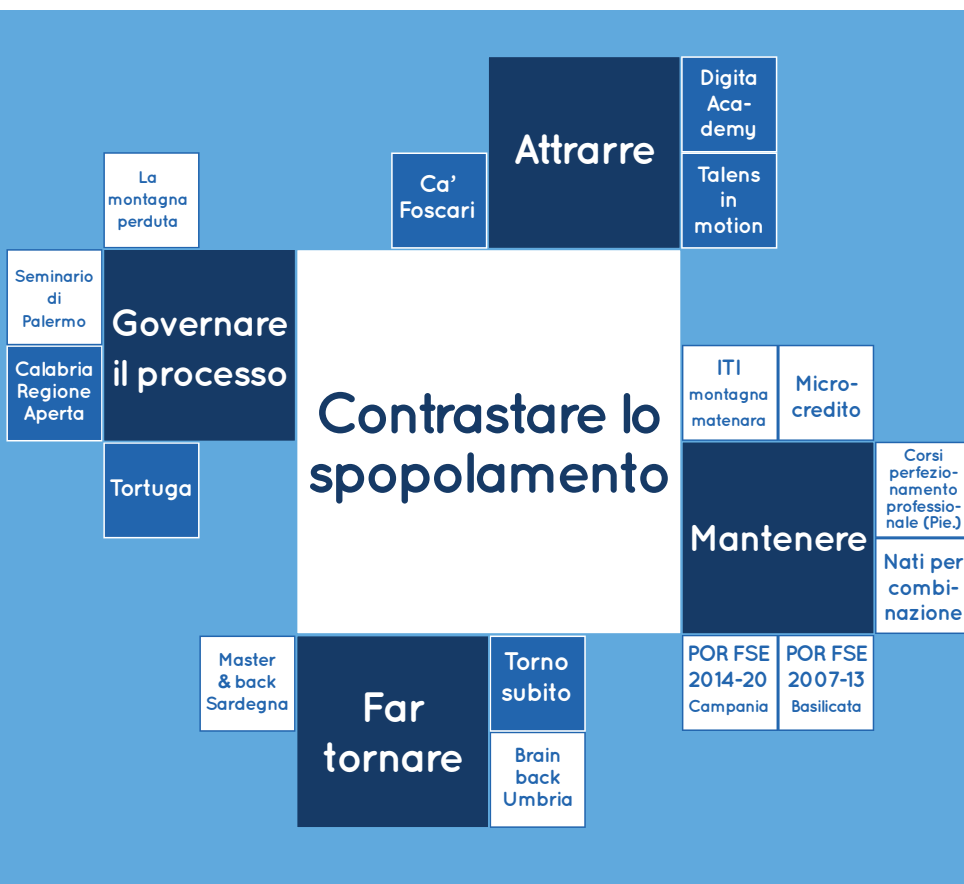 Attrarre
Digita
Aca-
demy
Talens
in
motion
Ca'
Foscari
La
montagna
perduta
Seminario
di
Palermo
Governare
il processo
Calabria
Regione
Aperta
Tortuga
Contrastare lo
spopolamento
ITI
montagna
matenara
Micro-
credito
Mantenere
Corsi
perfezio-
namento
professio-
nale (Pie.)
Nati per
combi-
nazione
POR FSE
2014-20
Campania
POR FSE
2007-13
Basilicata
Master
& back
Sardegna
Far
tornare
Torno
subito
Brain
back
Umbria